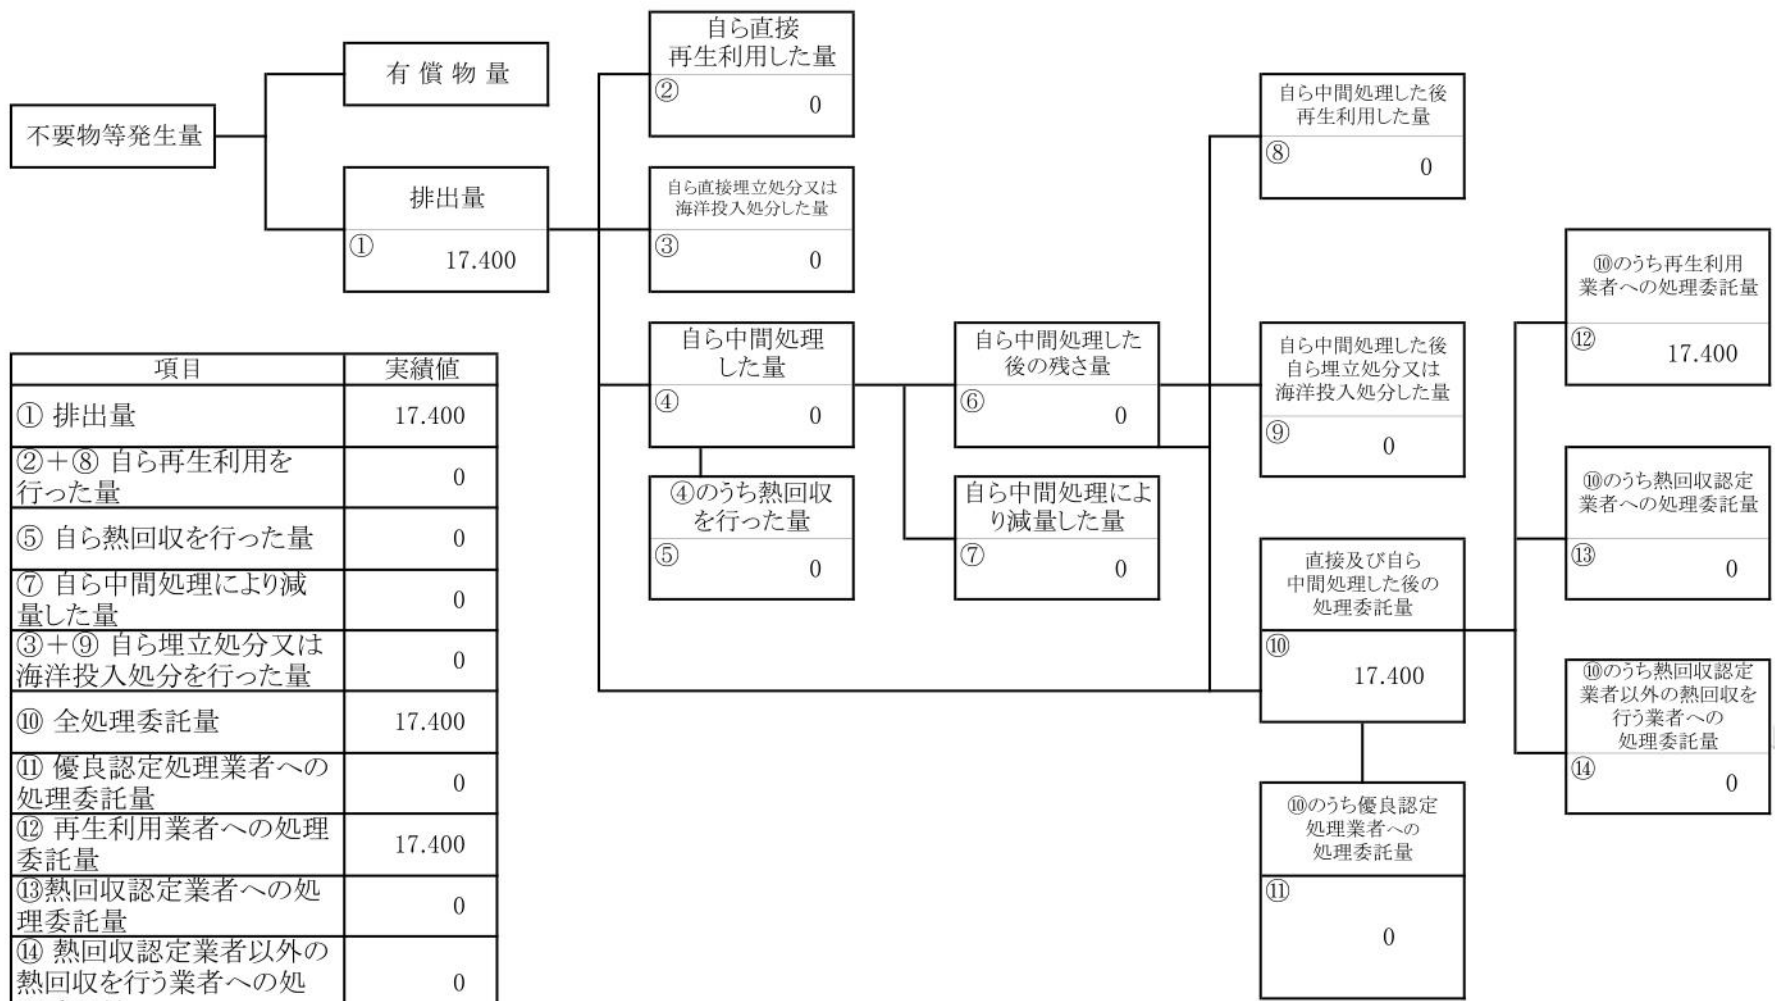 不要物等発生量
有 償 物 量
排出量
①
17.400
自ら直接
再生利用した量
②
0
自ら直接埋立処分又は
海洋投入処分した量
③
0
自ら中間処理
した量
④
0
④のうち熱回収
を行った量
⑤
0
自ら中間処理した
後の残さ量
⑥
0
自ら中間処理によ
り減量した量
⑦
0
自ら中間処理した後
再生利用した量
⑧
0
自ら中間処理した後
自ら埋立処分又は
海洋投入処分した量
⑨
0
直接及び自ら
中間処理した後の
処理委託量
⑩
17.400
⑩のうち優良認定
処理業者への
処理委託量
⑪
0
⑩のうち再生利用
業者への処理委託量
⑫
17.400
⑩のうち熱回収認定
業者への処理委託量
⑬
0
⑩のうち熱回収認定
業者以外の熱回収を
行う業者への
処理委託量
⑭
0
項目 実績値
① 排出量 17.400
②+⑧ 自ら再生利用を
行った量
0
⑤ 自ら熱回収を行った量 0
⑦ 自ら中間処理により減
量した量
0
③+⑨ 自ら埋立処分又は
海洋投入処分を行った量
0
⑩ 全処理委託量 17.400
⑪ 優良認定処理業者への
処理委託量
0
⑫ 再生利用業者への処理
委託量
17.400
⑬熱回収認定業者への処
理委託量
0
⑭ 熱回収認定業者以外の
熱回収を行う業者への処
0